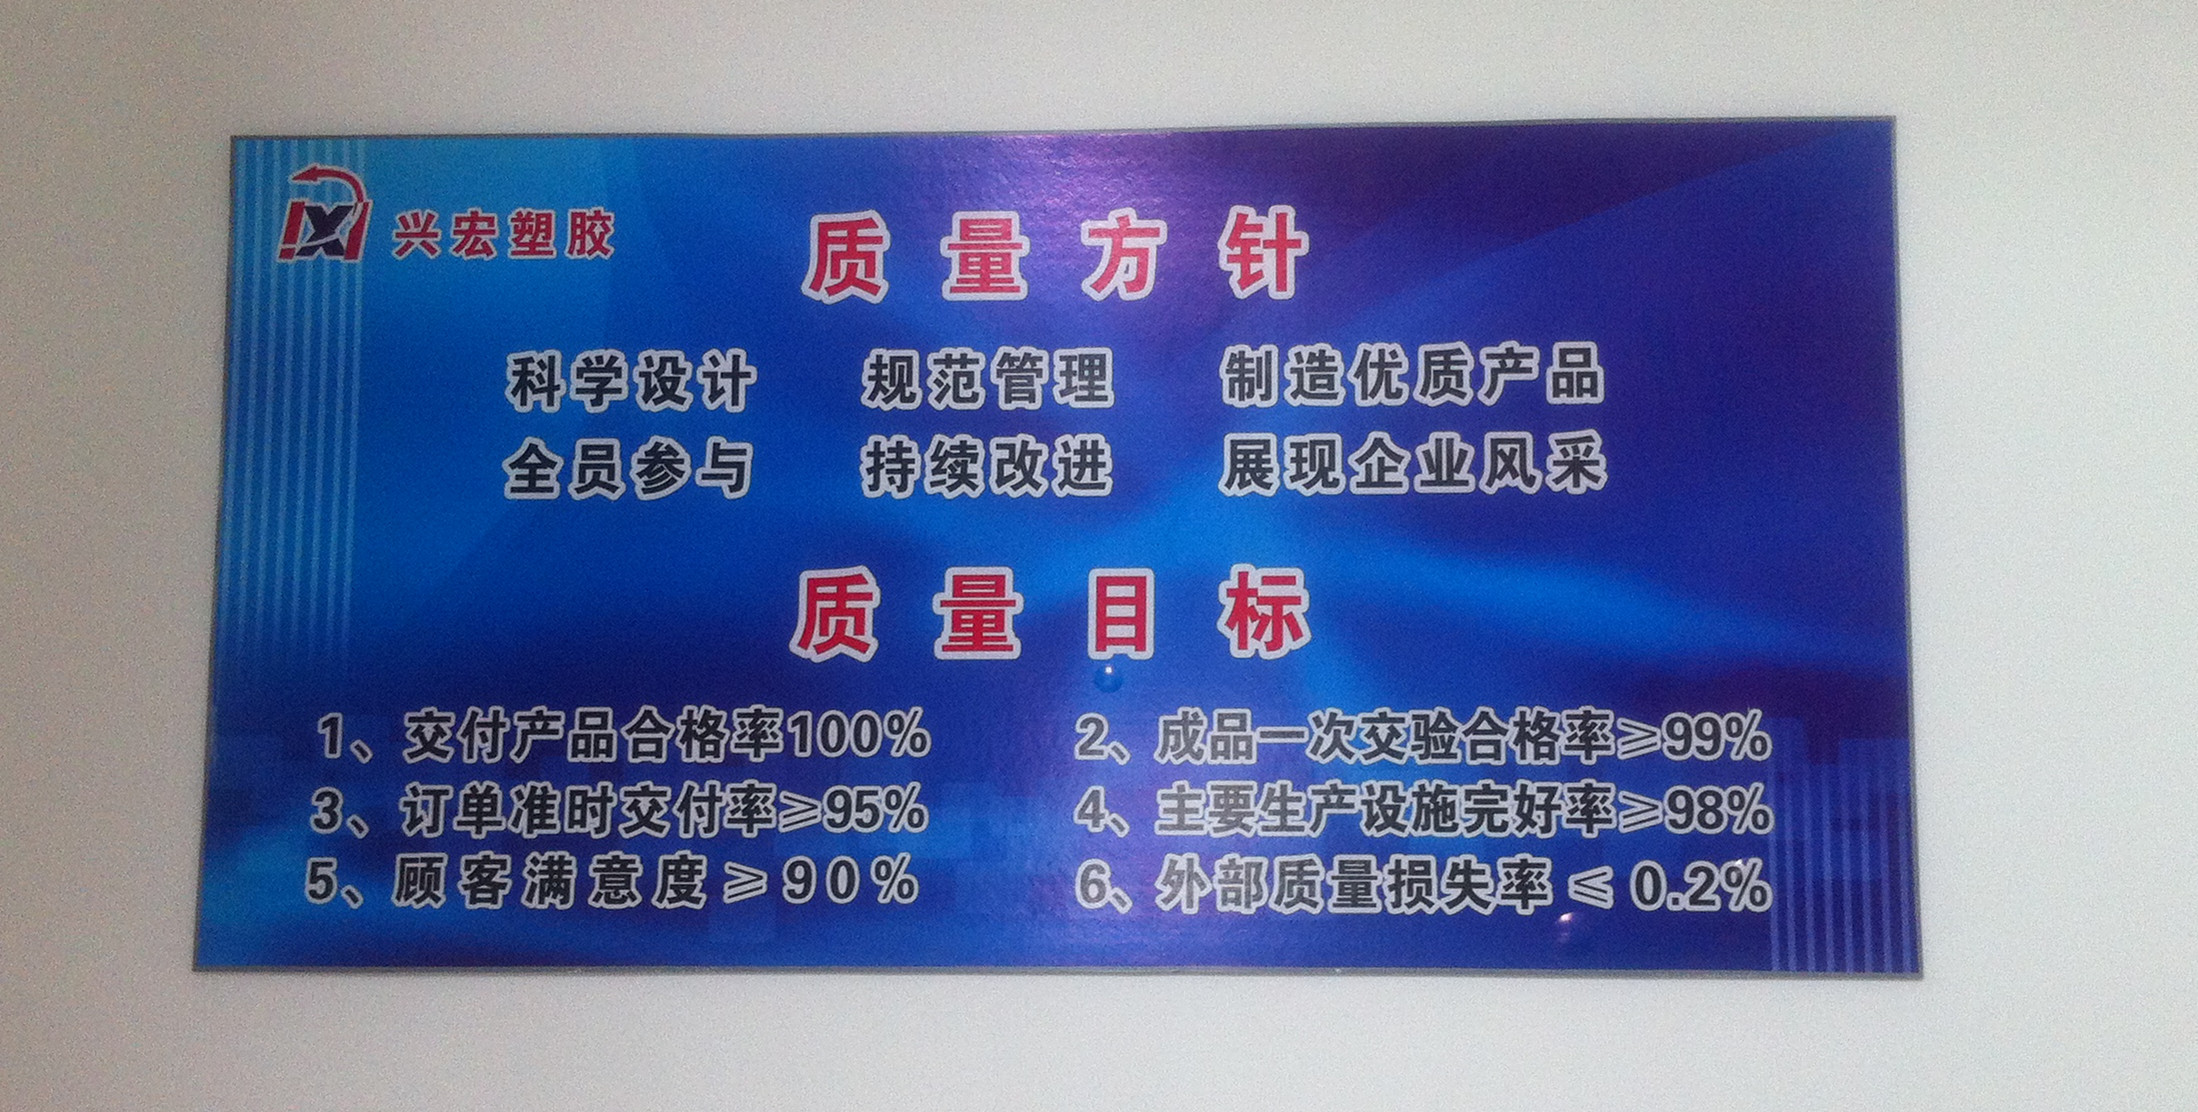 兴宏塑胶
质量方针
科学设计 规范管理 制造优质产品
全员参与 持续改进 展现企业风采
质量目标
1、交付产品合格率100% 2、成品一次交验合格率≥99%
3、订单准时交付率≥95% 4、主要生产设施完好率≥98%
5、顾客满意度≥90% 6、外部质量损失率≤0.2%